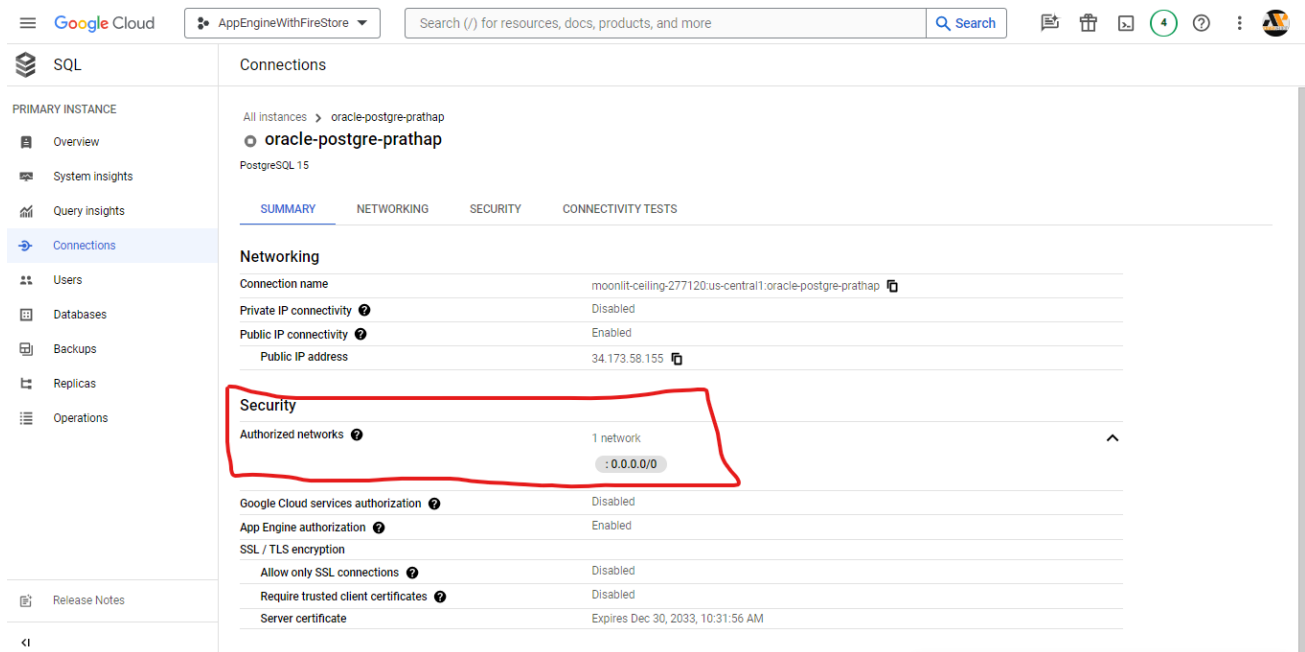 Google Cloud
AppEngineWithFireStore
Search (/) for resources, docs, products, and more
Search
4
SQL
Connections
PRIMARY INSTANCE
Overview
System insights
Query insights
Connections
Users
Databases
Backups
Replicas
Operations
Release Notes
All instances > oracle-postgre-prathap
oracle-postgre-prathap
PostgreSQL 15
SUMMARY NETWORKING SECURITY CONNECTIVITY TESTS
Networking
Connection name moonlit-ceiling-277120:us-central1:oracle-postgre-prathap
Private IP connectivity Disabled
Public IP connectivity Enabled
Public IP address 34.173.58.155
Security
Authorized networks 1 network
: 0.0.0.0/0
Google Cloud services authorization Disabled
App Engine authorization Enabled
SSL / TLS encryption
Allow only SSL connections Disabled
Require trusted client certificates Disabled
Server certificate Expires Dec 30, 2033, 10:31:56 AM